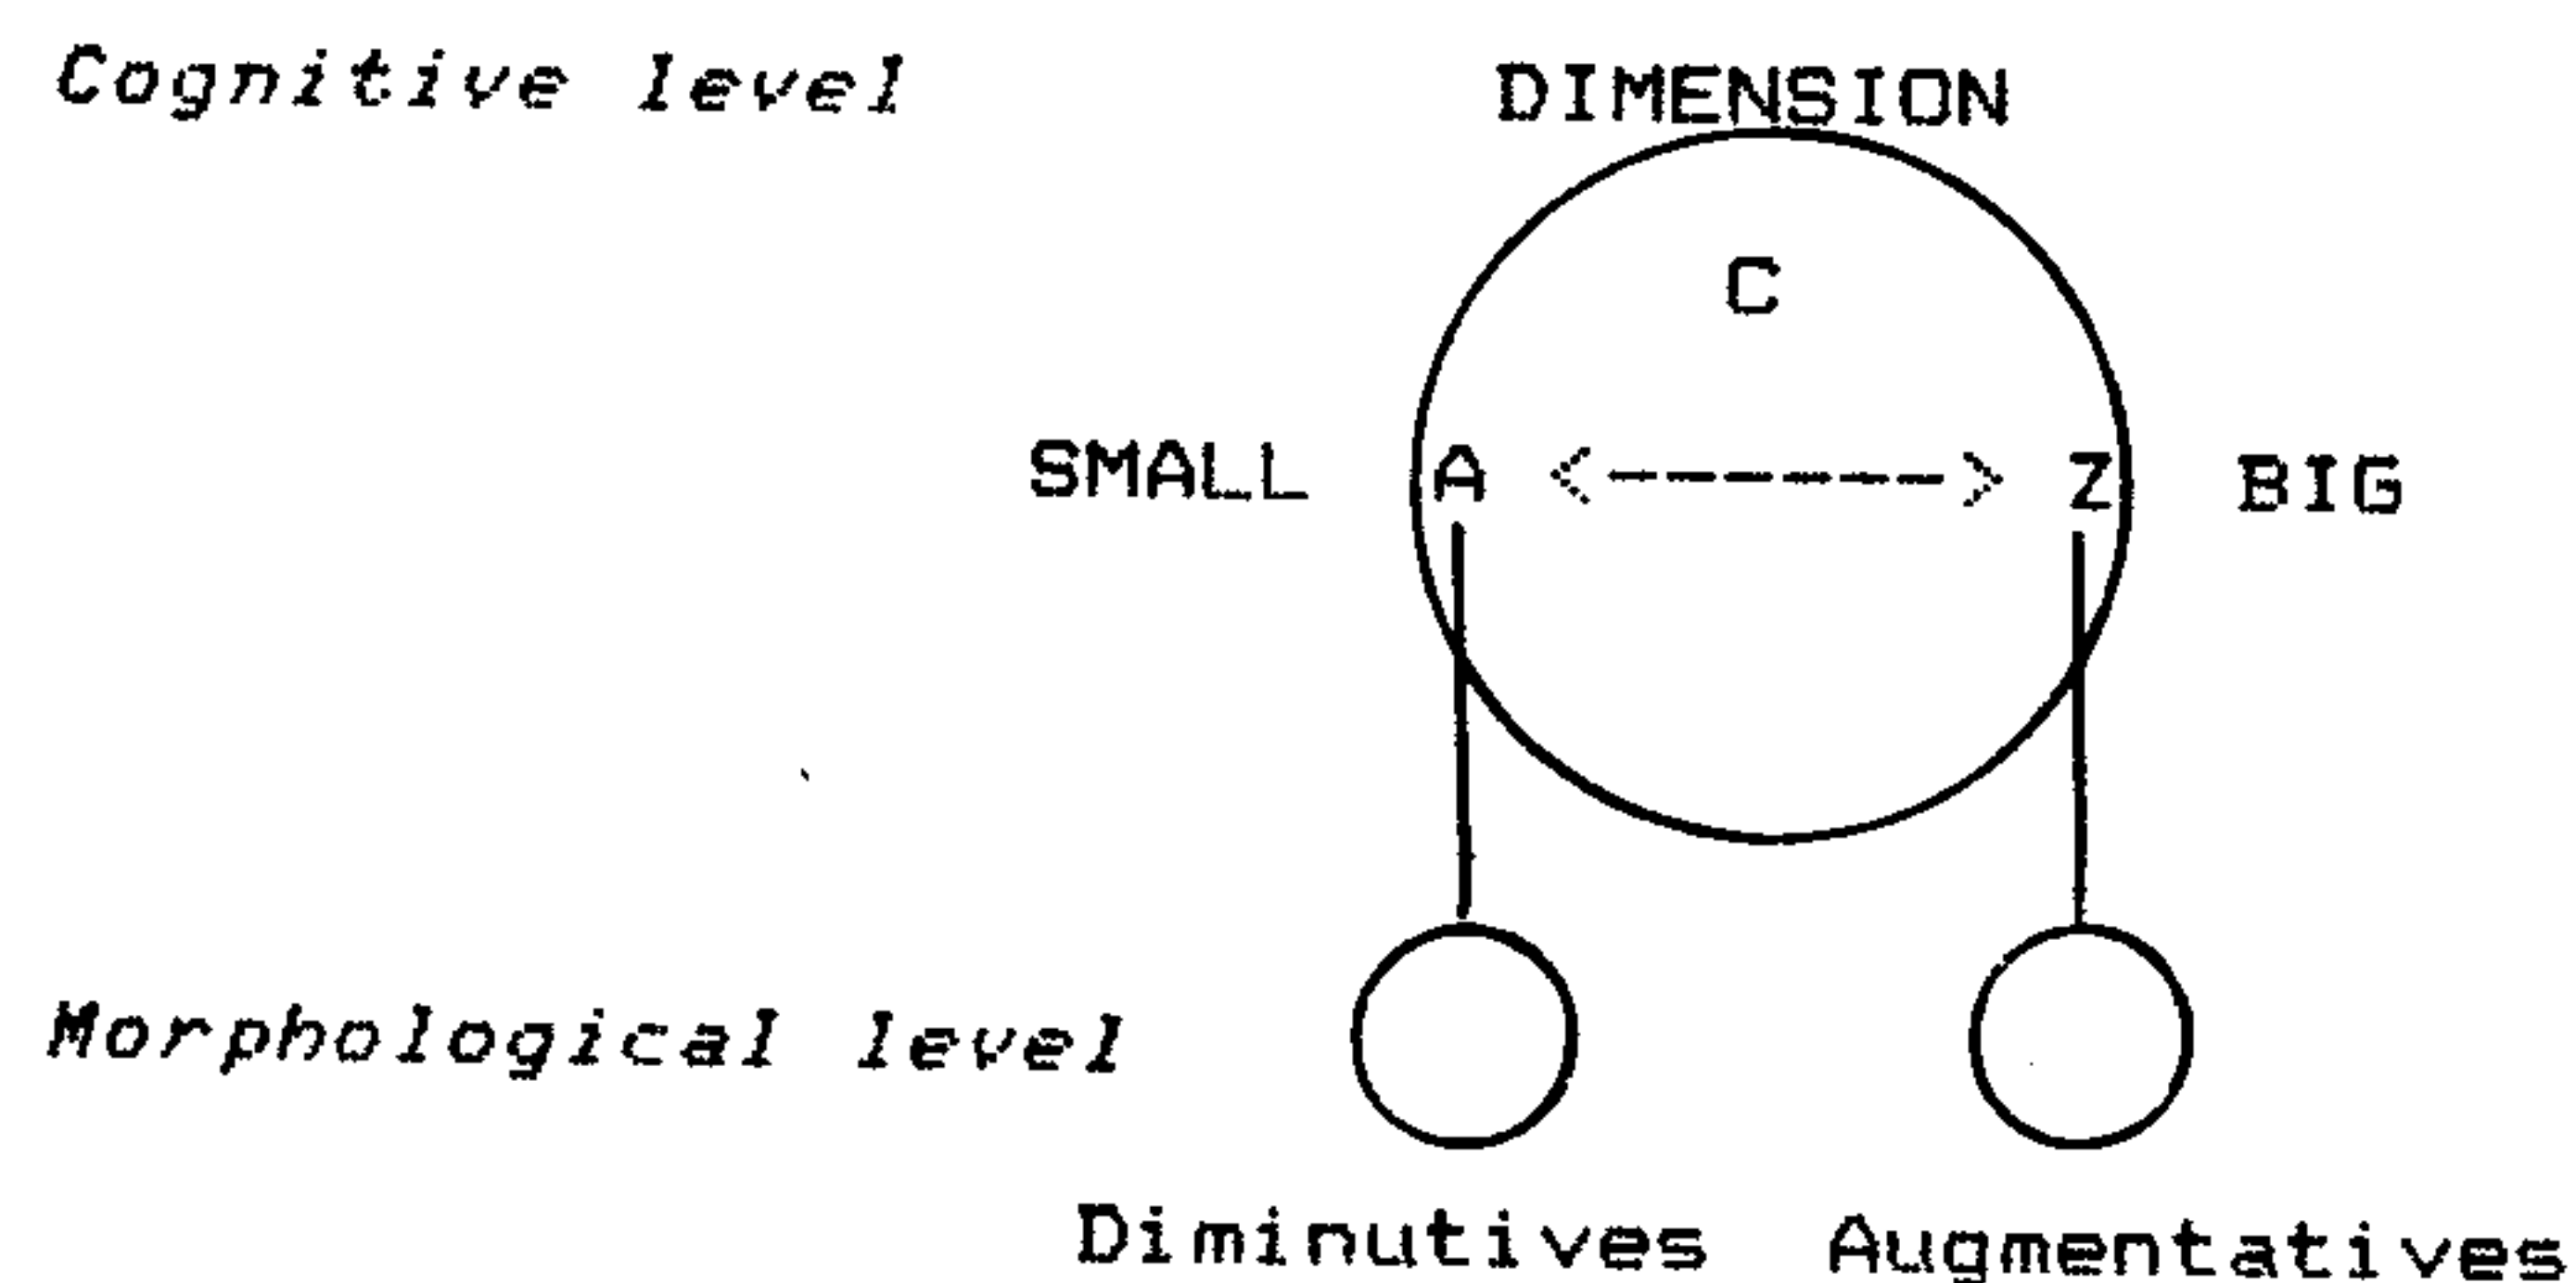 Cognitive level
DIMENSION
C
SMALL A <------> Z BIG
Morphological level
Diminutives Augmentatives